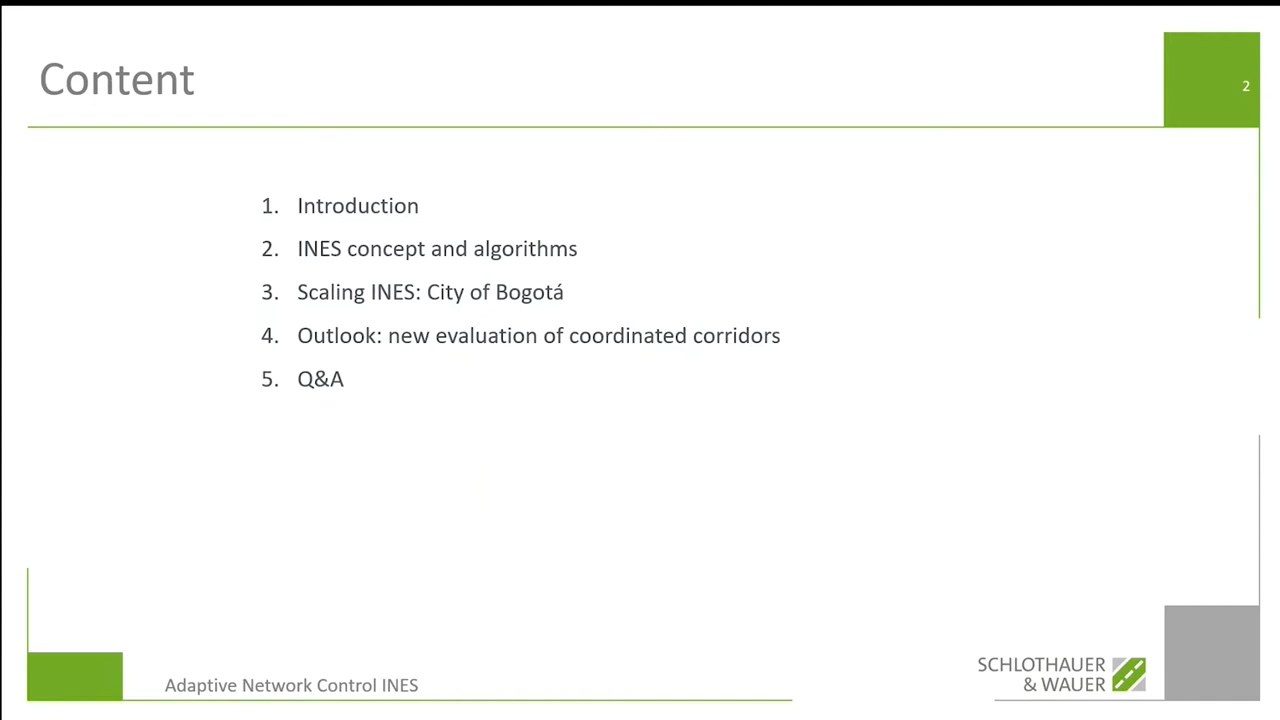 Content
2
1. Introduction
2. INES concept and algorithms
3. Scaling INES: City of Bogotá
4. Outlook: new evaluation of coordinated corridors
5. Q&A
Adaptive Network Control INES
SCHLOTHAUER
& WAUER